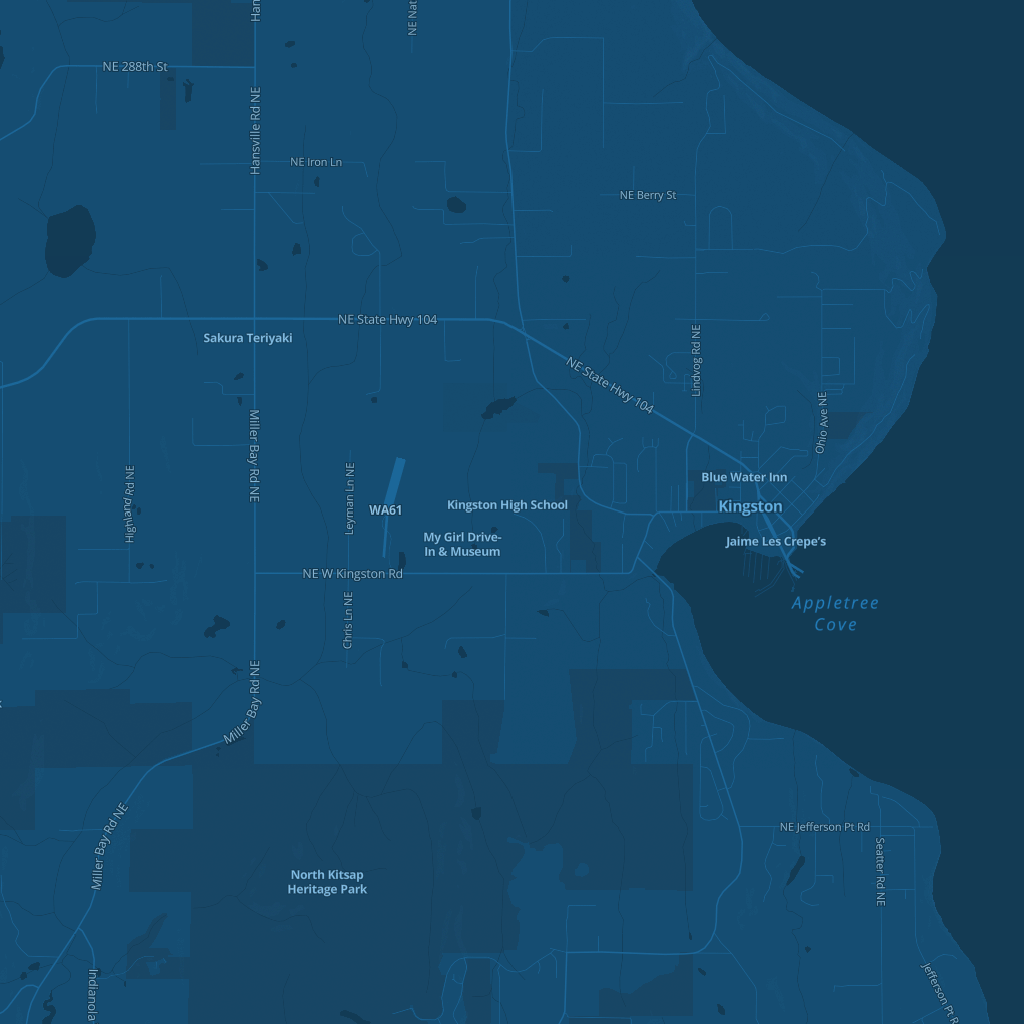 NE 288th St
Hansville Rd NE
NE Iron Ln
NE Berry St
NE State Hwy 104
Sakura Teriyaki
NE State Hwy 104
Lindvog Rd NE
Ohio Ave NE
Miller Bay Rd NE
Highland Rd NE
Leyman Ln NE
WA61
Kingston High School
Blue Water Inn
Kingston
My Girl Drive-
In & Museum
Jaime Les Crepe's
NE W Kingston Rd
Chris Ln NE
Appletree
Cove
Miller Bay Rd NE
Miller Bay Rd NE
NE Jefferson Pt Rd
Seatter Rd NE
North Kitsap
Heritage Park
Indianola
Jefferson Pt R